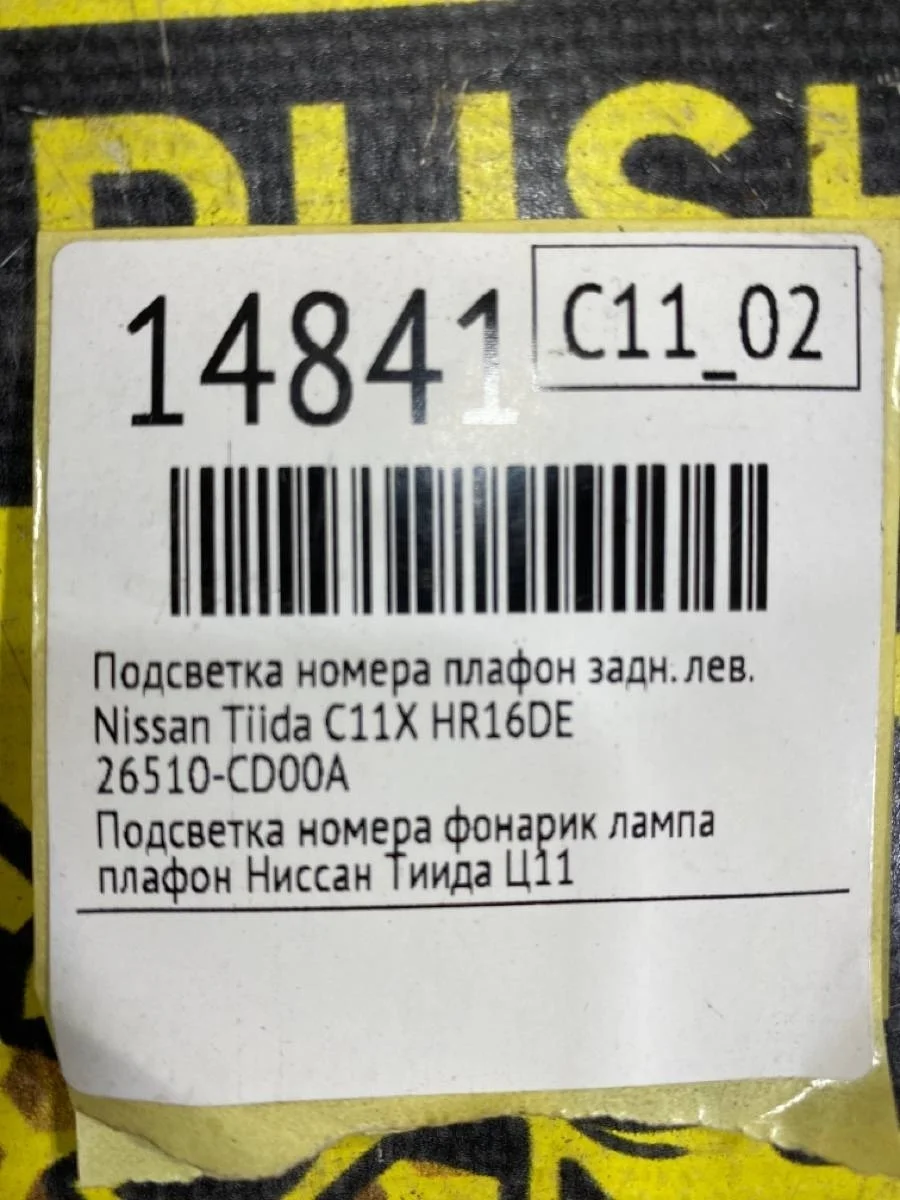 14841
C11_02
Подсветка номера плафон задн. лев.
Nissan Tiida C11X HR16DE
26510-CD00A
Подсветка номера фонарик лампа
плафон Ниссан Тиида Ц11